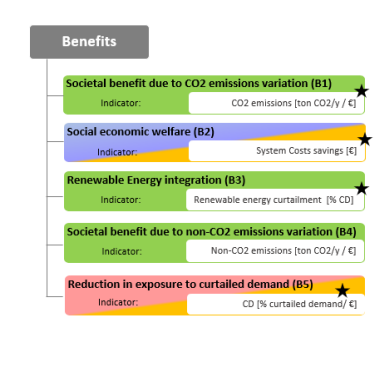 Benefits
Societal benefit due to CO2 emissions variation (B1)
Indicator: CO2 emissions [ton CO2/y / €]
Social economic welfare (B2)
Indicator: System Costs savings [€]
Renewable Energy integration (B3)
Indicator: Renewable energy curtailment [% CD]
Societal benefit due to non-CO2 emissions variation (B4)
Indicator: Non-CO2 emissions [ton CO2/y / €]
Reduction in exposure to curtailed demand (B5)
Indicator: CD [% curtailed demand/ €]